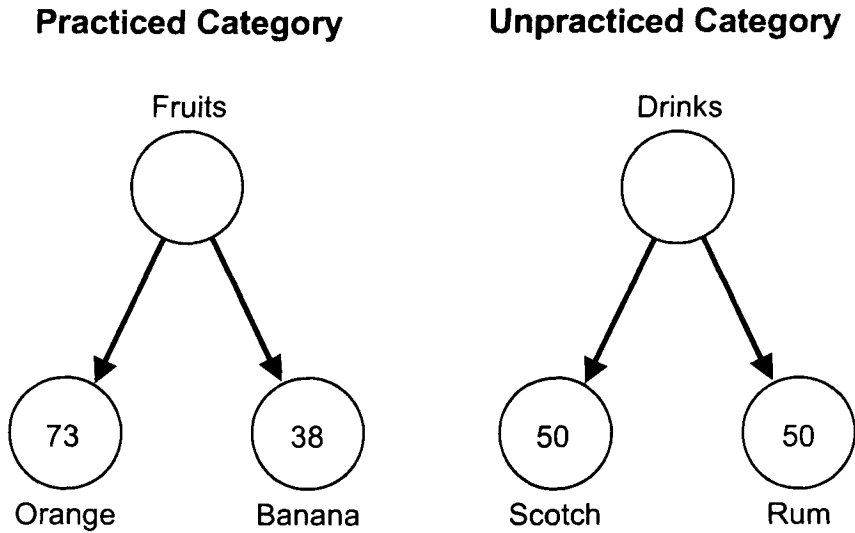 Practiced Category
Unpracticed Category
Fruits
Drinks
73
38
50
50
Orange
Banana
Scotch
Rum